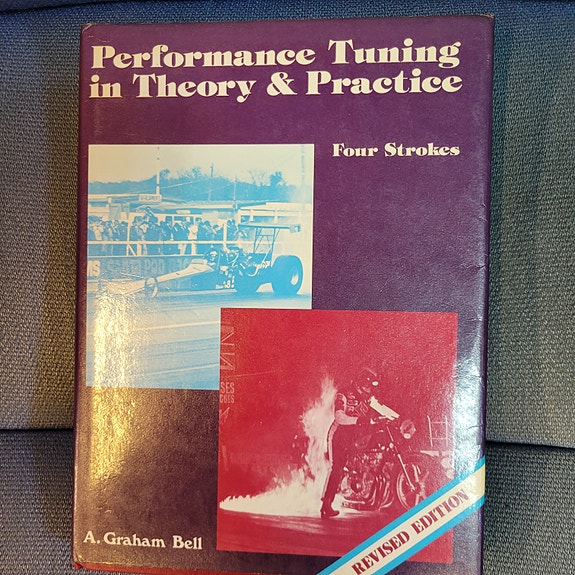 Performance Tuning
in Theory & Practice
Four Strokes
A. Graham Bell
REVISED EDITION